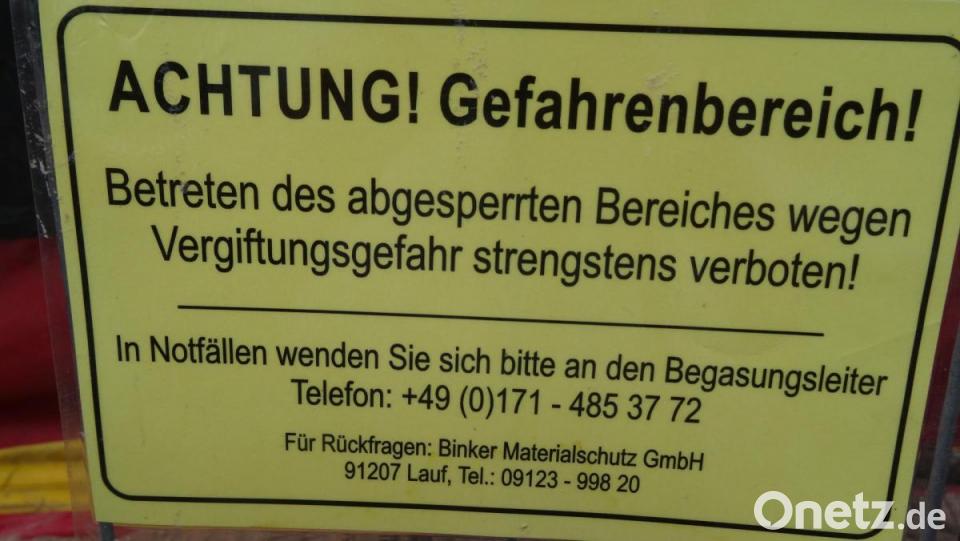 ACHTUNG! Gefahrenbereich!
Betreten des abgesperrten Bereiches wegen
Vergiftungsgefahr strengstens verboten!
In Notfällen wenden Sie sich bitte an den Begasungsleiter
Telefon: +49 (0)171 - 485 37 72
Für Rückfragen: Binker Materialschutz GmbH
91207 Lauf, Tel.: 09123 - 998 20
Onetz.de